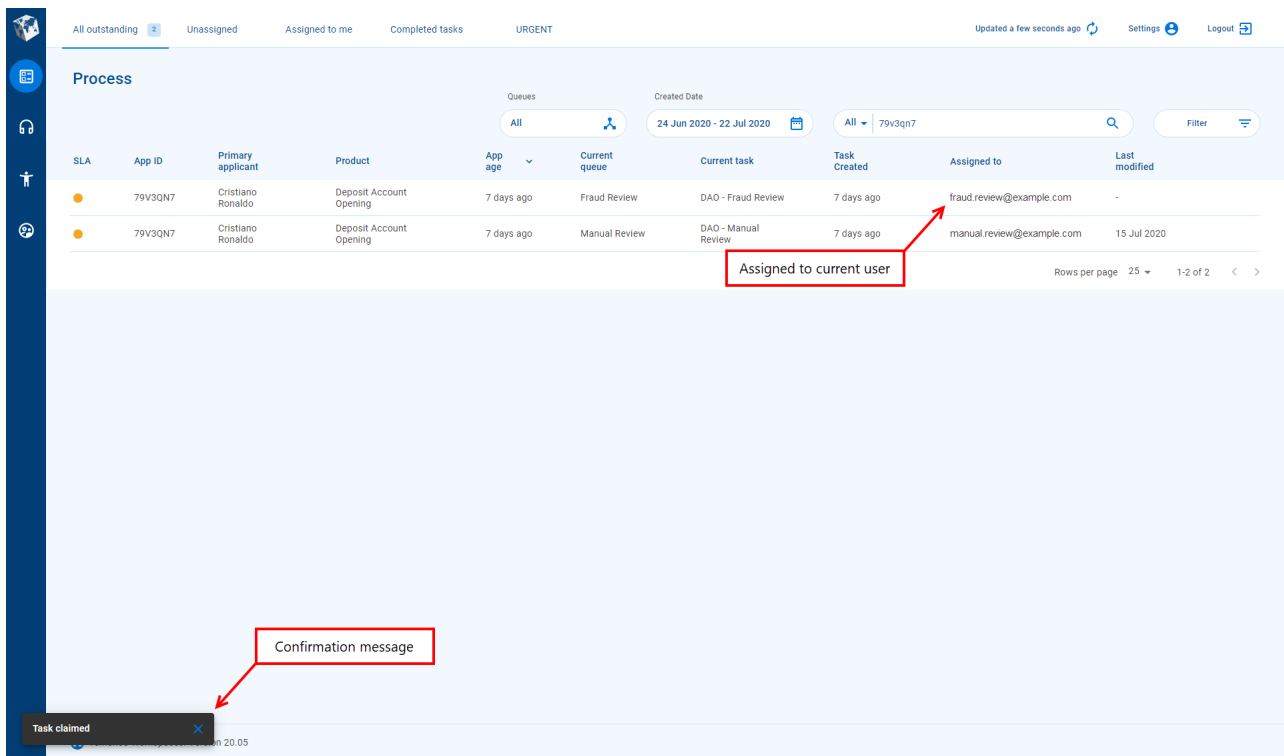 All outstanding 2 Unassigned Assigned to me Completed tasks URGENT Updated a few seconds ago Settings Logout
Process
Queues Created Date
All 24 Jun 2020 - 22 Jul 2020 All 79v3qn7 Filter
SLA App ID Primary applicant Product App age Current queue Current task Task Created Assigned to Last modified
79V3QN7 Cristiano Ronaldo Deposit Account Opening 7 days ago Fraud Review DAO - Fraud Review 7 days ago fraud.review@example.com -
79V3QN7 Cristiano Ronaldo Deposit Account Opening 7 days ago Manual Review DAO - Manual Review 7 days ago manual.review@example.com 15 Jul 2020
Assigned to current user
Rows per page 25 1-2 of 2
Confirmation message
Task claimed
20.05